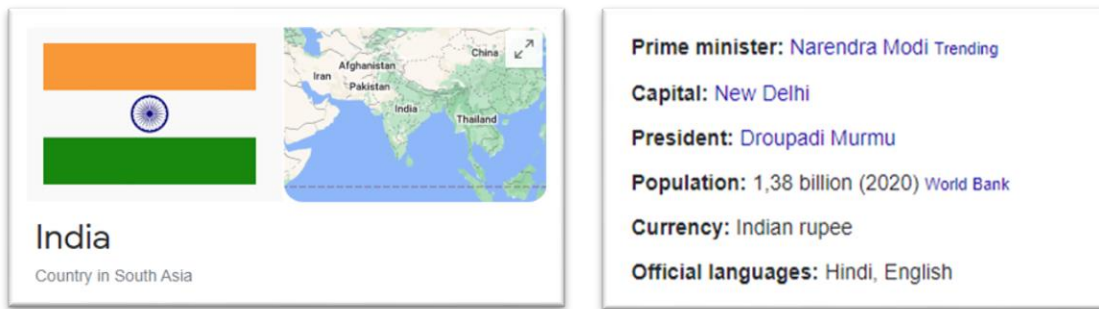 China
Afghanistan
Iran
Pakistan
India
Thailand
India
Country in South Asia
Prime minister: Narendra Modi Trending
Capital: New Delhi
President: Droupadi Murmu
Population: 1,38 billion (2020) World Bank
Currency: Indian rupee
Official languages: Hindi, English